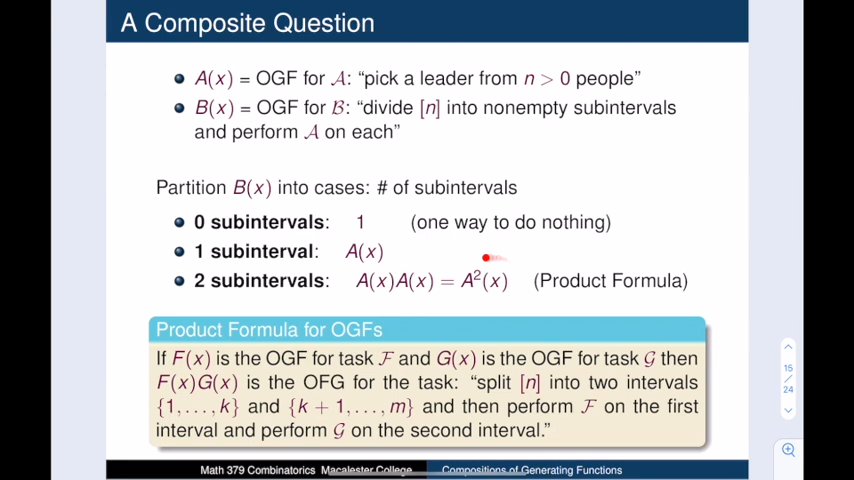 A Composite Question
A(x) = OGF for 𝒜: “pick a leader from n > 0 people”
B(x) = OGF for ℬ: “divide [n] into nonempty subintervals
and perform 𝒜 on each”
Partition B(x) into cases: # of subintervals
0 subintervals: 1 (one way to do nothing)
1 subinterval: A(x)
2 subintervals: A(x)A(x) = A²(x) (Product Formula)
Product Formula for OGFs
If F(x) is the OGF for task ℱ and G(x) is the OGF for task 𝒢 then
F(x)G(x) is the OFG for the task: “split [n] into two intervals
{1, . . . , k} and {k + 1, . . . , m} and then perform ℱ on the first
interval and perform 𝒢 on the second interval.”
Math 379 Combinatorics Macalester College Compositions of Generating Functions
15
/
24